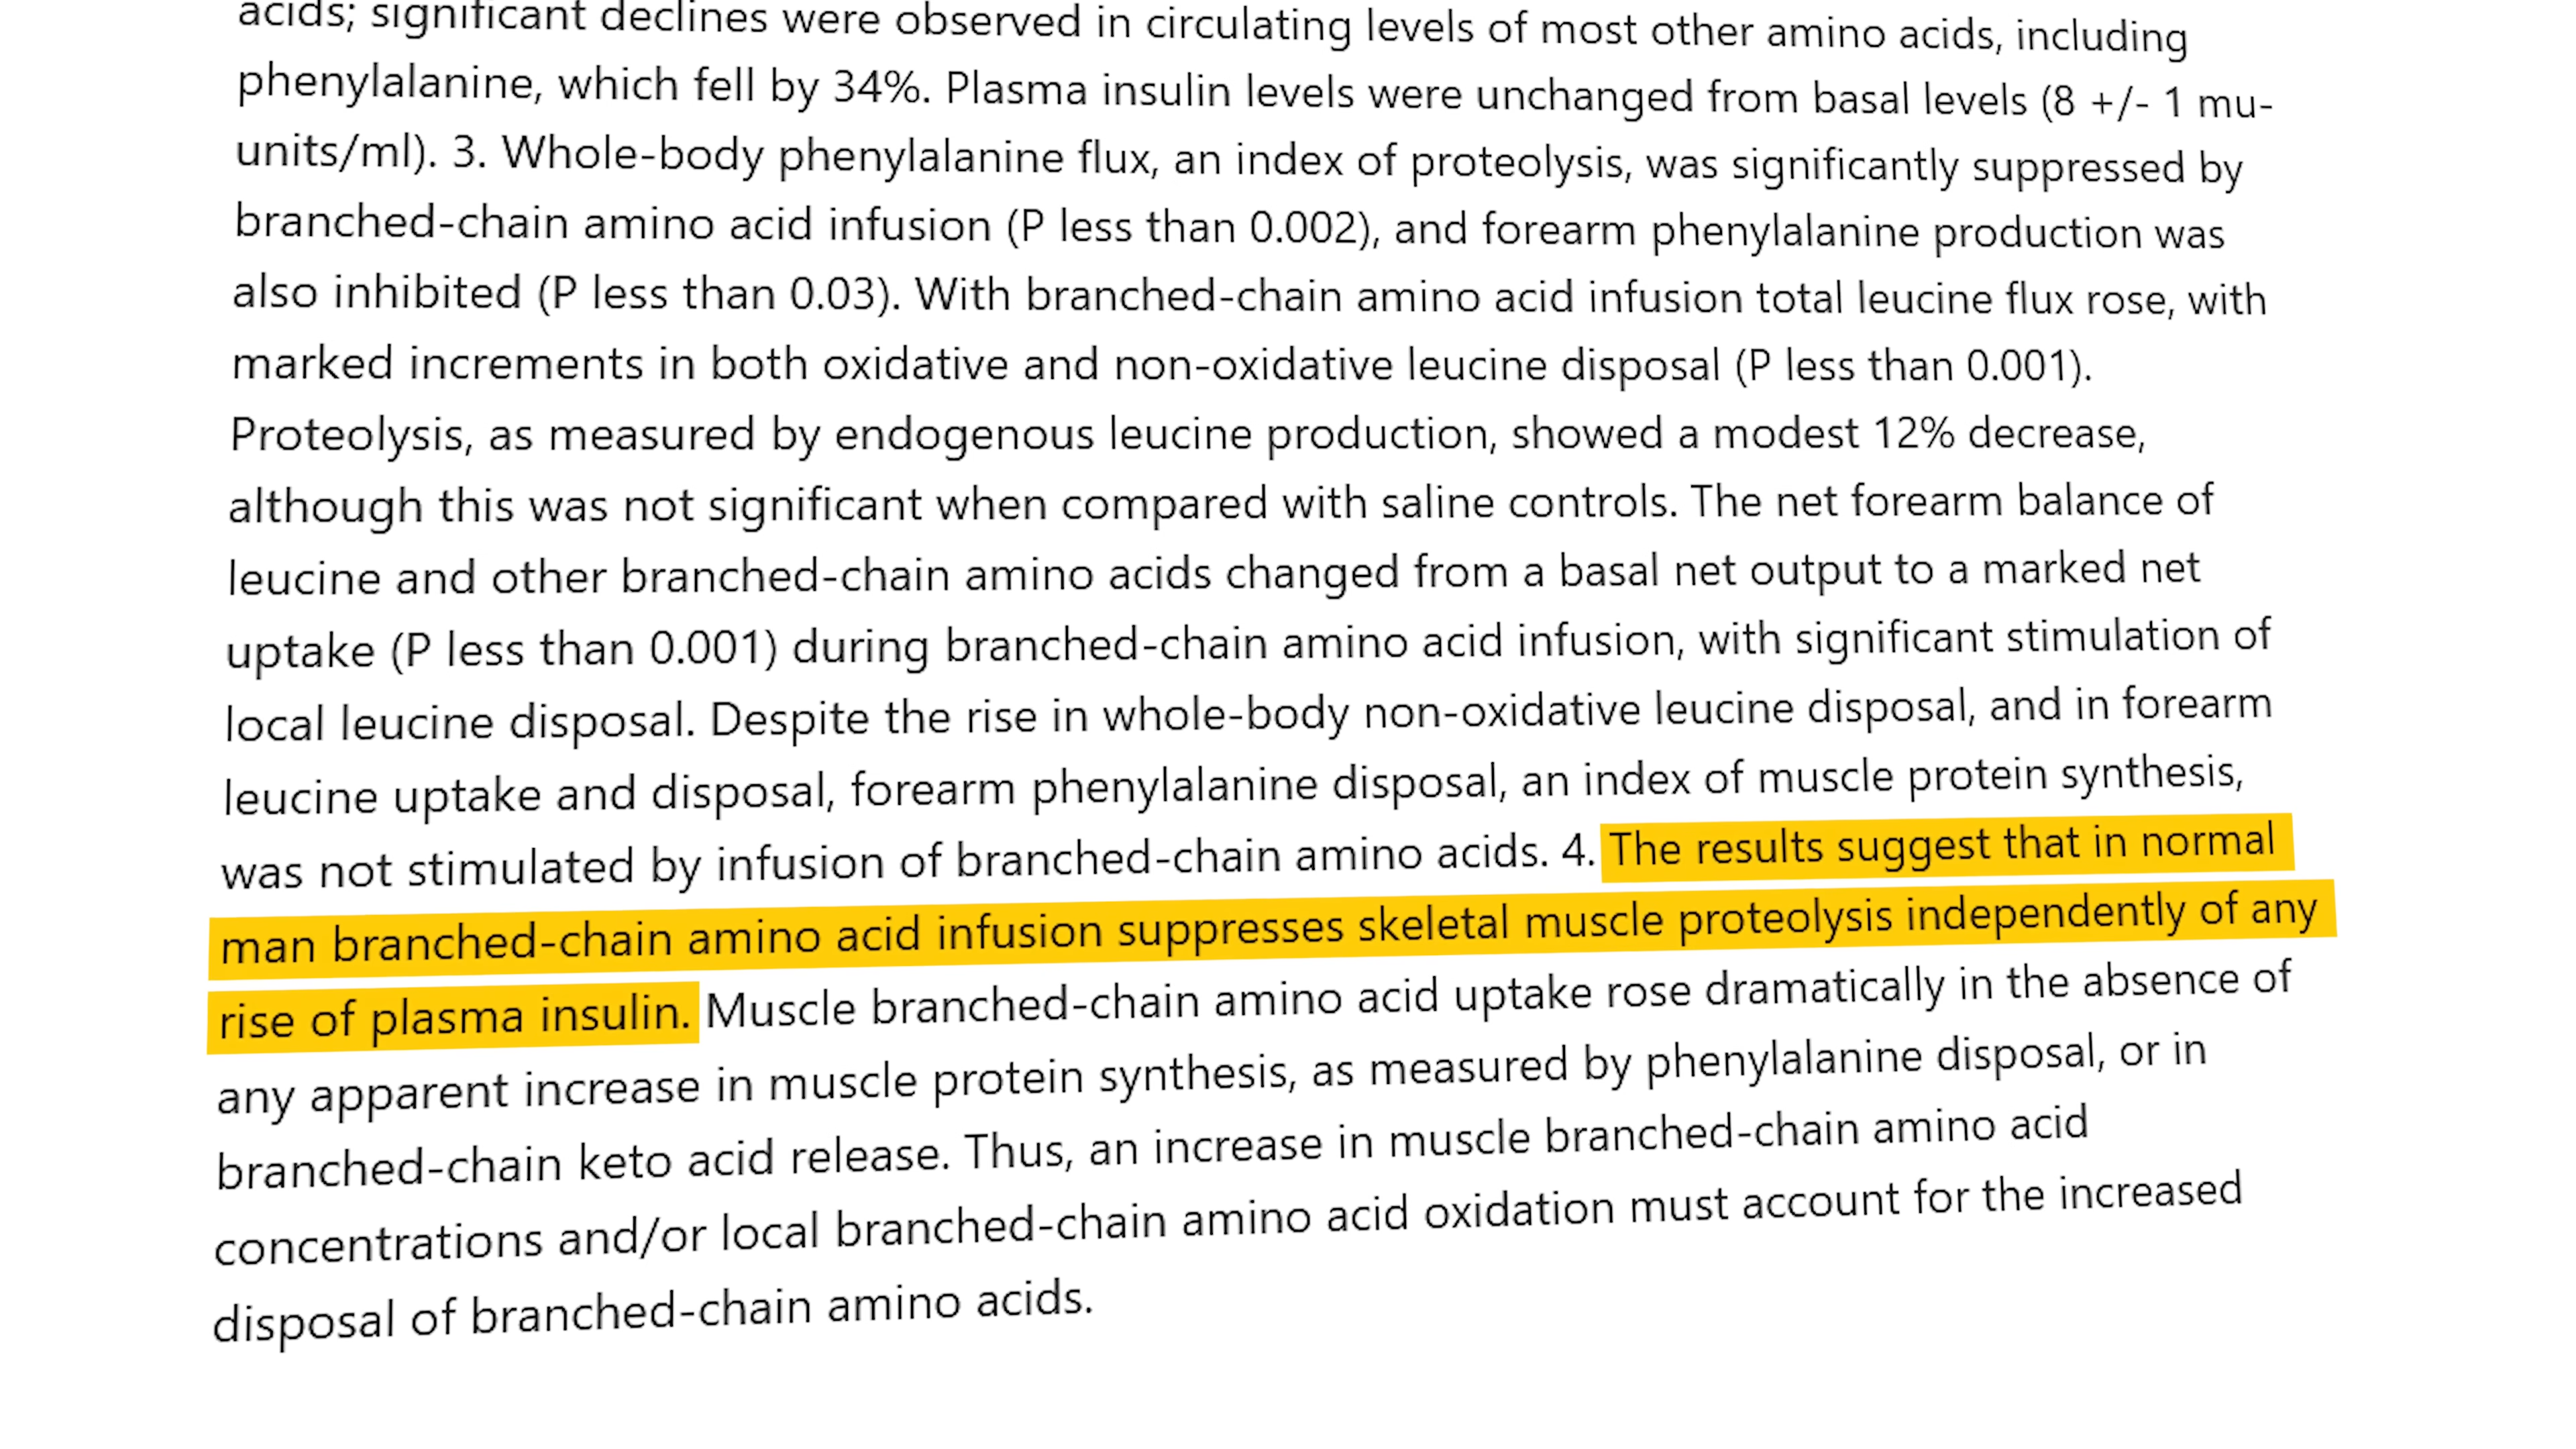 acids; significant declines were observed in circulating levels of most other amino acids, including
phenylalanine, which fell by 34%. Plasma insulin levels were unchanged from basal levels (8 +/- 1 mu-
units/ml). 3. Whole-body phenylalanine flux, an index of proteolysis, was significantly suppressed by
branched-chain amino acid infusion (P less than 0.002), and forearm phenylalanine production was
also inhibited (P less than 0.03). With branched-chain amino acid infusion total leucine flux rose, with
marked increments in both oxidative and non-oxidative leucine disposal (P less than 0.001).
Proteolysis, as measured by endogenous leucine production, showed a modest 12% decrease,
although this was not significant when compared with saline controls. The net forearm balance of
leucine and other branched-chain amino acids changed from a basal net output to a marked net
uptake (P less than 0.001) during branched-chain amino acid infusion, with significant stimulation of
local leucine disposal. Despite the rise in whole-body non-oxidative leucine disposal, and in forearm
leucine uptake and disposal, forearm phenylalanine disposal, an index of muscle protein synthesis,
was not stimulated by infusion of branched-chain amino acids. 4. The results suggest that in normal
man branched-chain amino acid infusion suppresses skeletal muscle proteolysis independently of any
rise of plasma insulin. Muscle branched-chain amino acid uptake rose dramatically in the absence of
any apparent increase in muscle protein synthesis, as measured by phenylalanine disposal, or in
branched-chain keto acid release. Thus, an increase in muscle branched-chain amino acid
concentrations and/or local branched-chain amino acid oxidation must account for the increased
disposal of branched-chain amino acids.